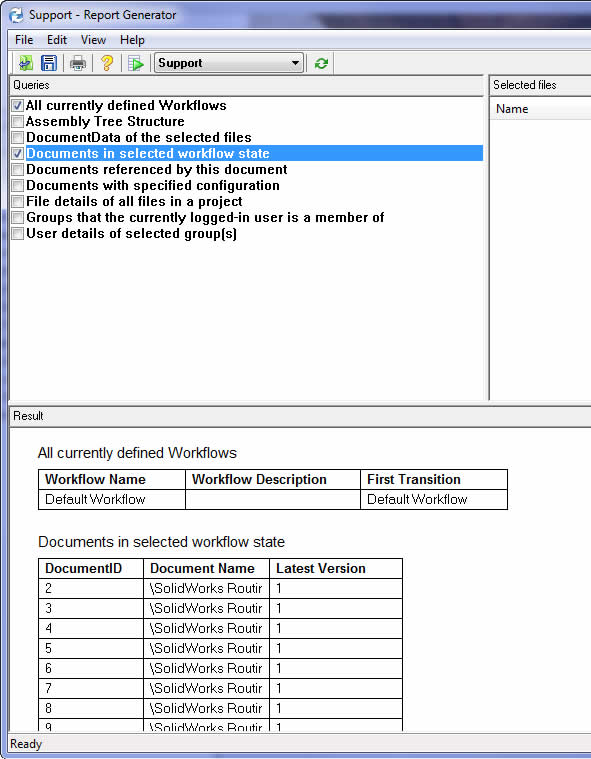 Support - Report Generator
File Edit View Help
Support
Queries
Selected files
Name
All currently defined Workflows
Assembly Tree Structure
DocumentData of the selected files
Documents in selected workflow state
Documents referenced by this document
Documents with specified configuration
File details of all files in a project
Groups that the currently logged-in user is a member of
User details of selected group(s)
Result
All currently defined Workflows
Workflow Name Workflow Description First Transition
Default Workflow Default Workflow
Documents in selected workflow state
DocumentID Document Name Latest Version
2 \SolidWorks Routir 1
3 \SolidWorks Routir 1
4 \SolidWorks Routir 1
5 \SolidWorks Routir 1
6 \SolidWorks Routir 1
7 \SolidWorks Routir 1
8 \SolidWorks Routir 1
9 \SolidWorks Routir 1
Ready